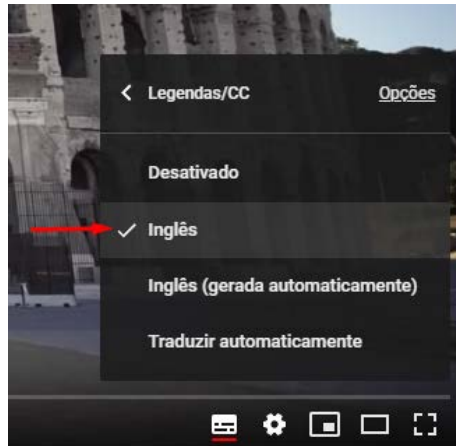 Legendas/CC
Opções
Desativado
Inglês
Inglês (gerada automaticamente)
Traduzir automaticamente